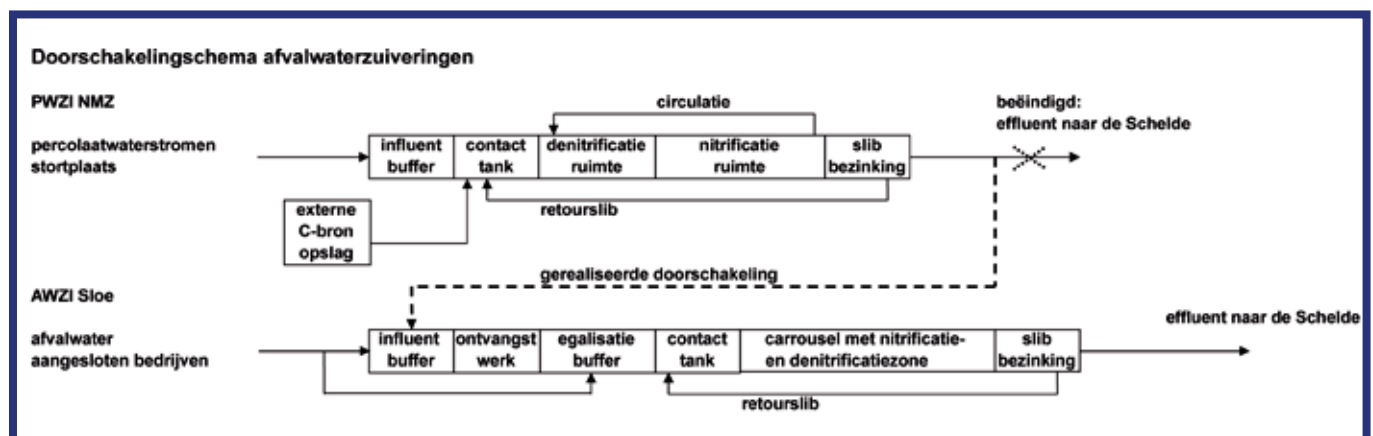 Doorschakelingschema afvalwaterzuiveringen
PWZI NMZ
circulatie
beëindigd:
effluent naar de Schelde
percolaatwaterstromen
stortplaats
influent
buffer
contact
tank
denitrificatie
ruimte
nitrificatie
ruimte
slib
bezinking
retourslib
externe
C-bron
opslag
gerealiseerde doorschakeling
AWZI Sloe
afvalwater
aangesloten bedrijven
influent
buffer
ontvangst
werk
egalisatie
buffer
contact
tank
carrousel met nitrificatie-
en denitrificatiezone
slib
bezinking
effluent naar de Schelde
retourslib